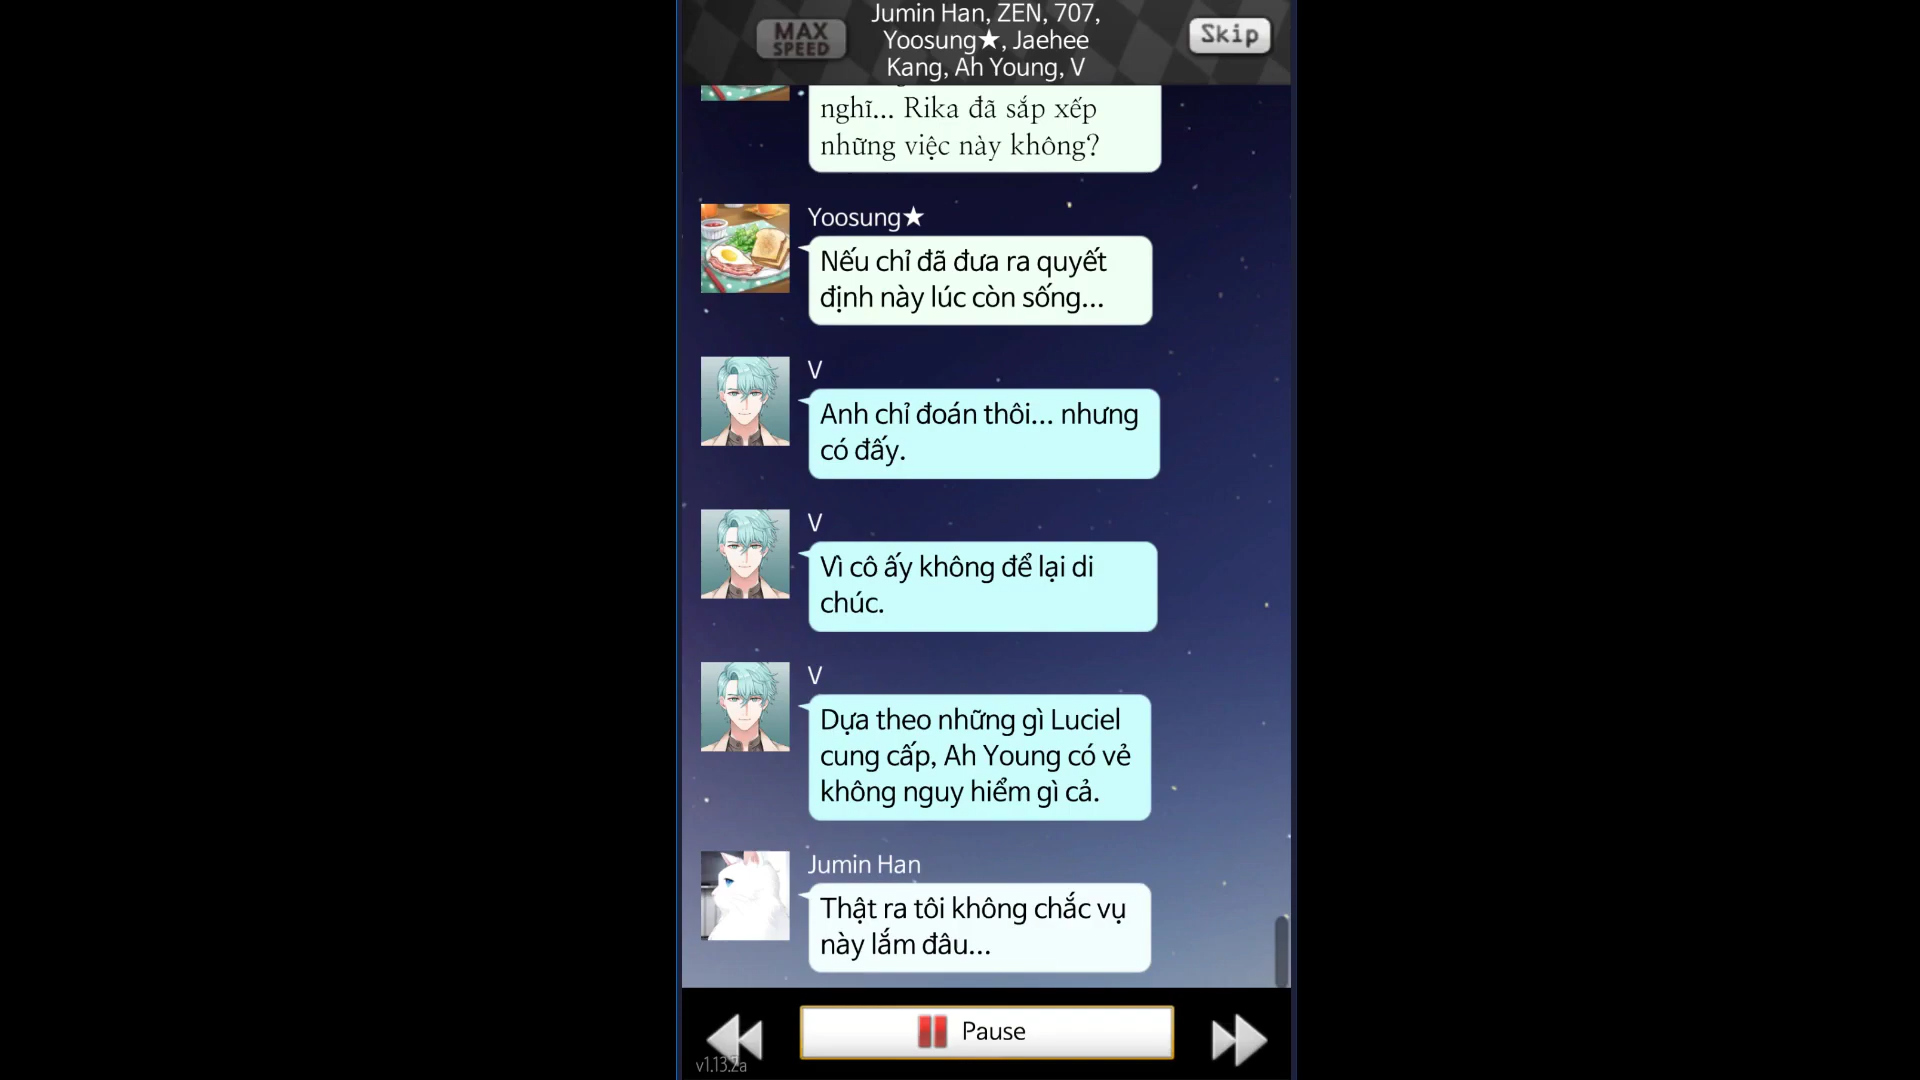 Jumin Han, ZEN, 707,
Yoosung★, Jaehee
Kang, Ah Young, V
MAX
SPEED
Skip
nghĩ... Rika đã sắp xếp
những việc này không?
Yoosung★
Nếu chỉ đã đưa ra quyết
định này lúc còn sống...
V
Anh chỉ đoán thôi... nhưng
có đấy.
V
Vì cô ấy không để lại di
chúc.
V
Dựa theo những gì Luciel
cung cấp, Ah Young có vẻ
không nguy hiểm gì cả.
Jumin Han
Thật ra tôi không chắc vụ
này lắm đâu...
Pause
v1.13.2a